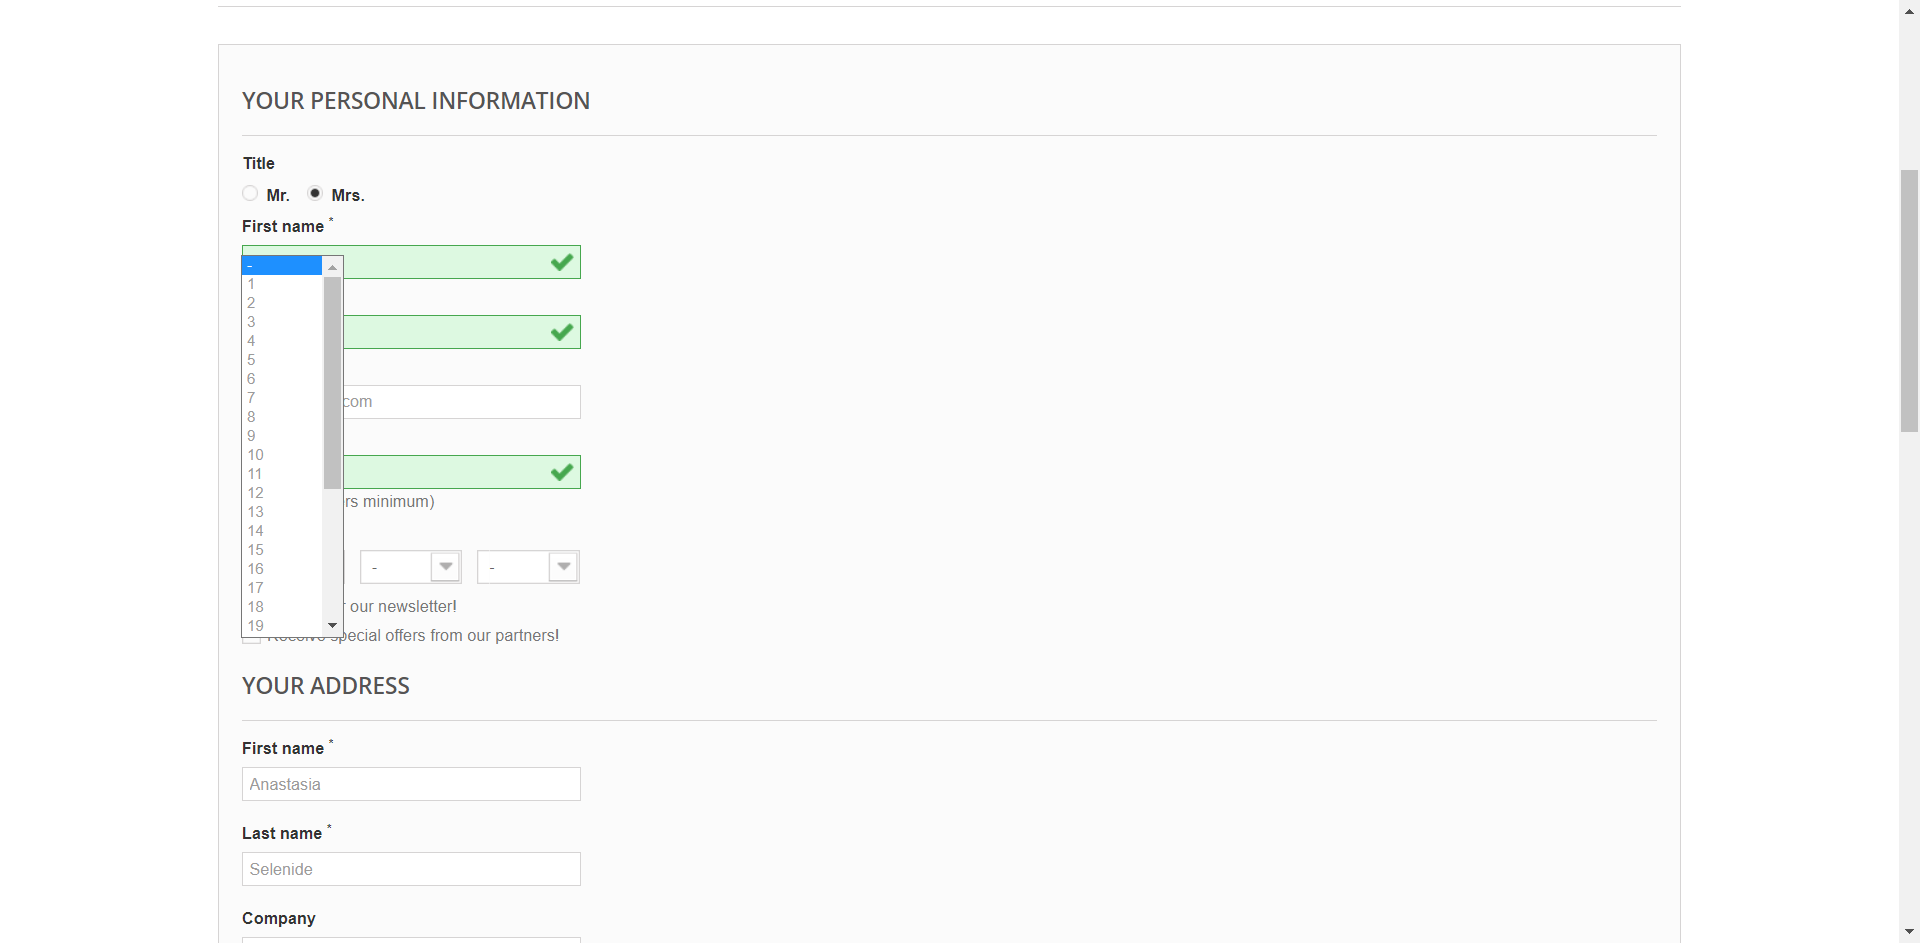 YOUR PERSONAL INFORMATION
Title
Mr. Mrs.
First name *
-
1
2
3
4
5
6
7
com
8
9
10
11
12
rs minimum)
13
14
15
16
- -
17
18
our newsletter!
19
special offers from our partners!
YOUR ADDRESS
First name *
Anastasia
Last name *
Selenide
Company